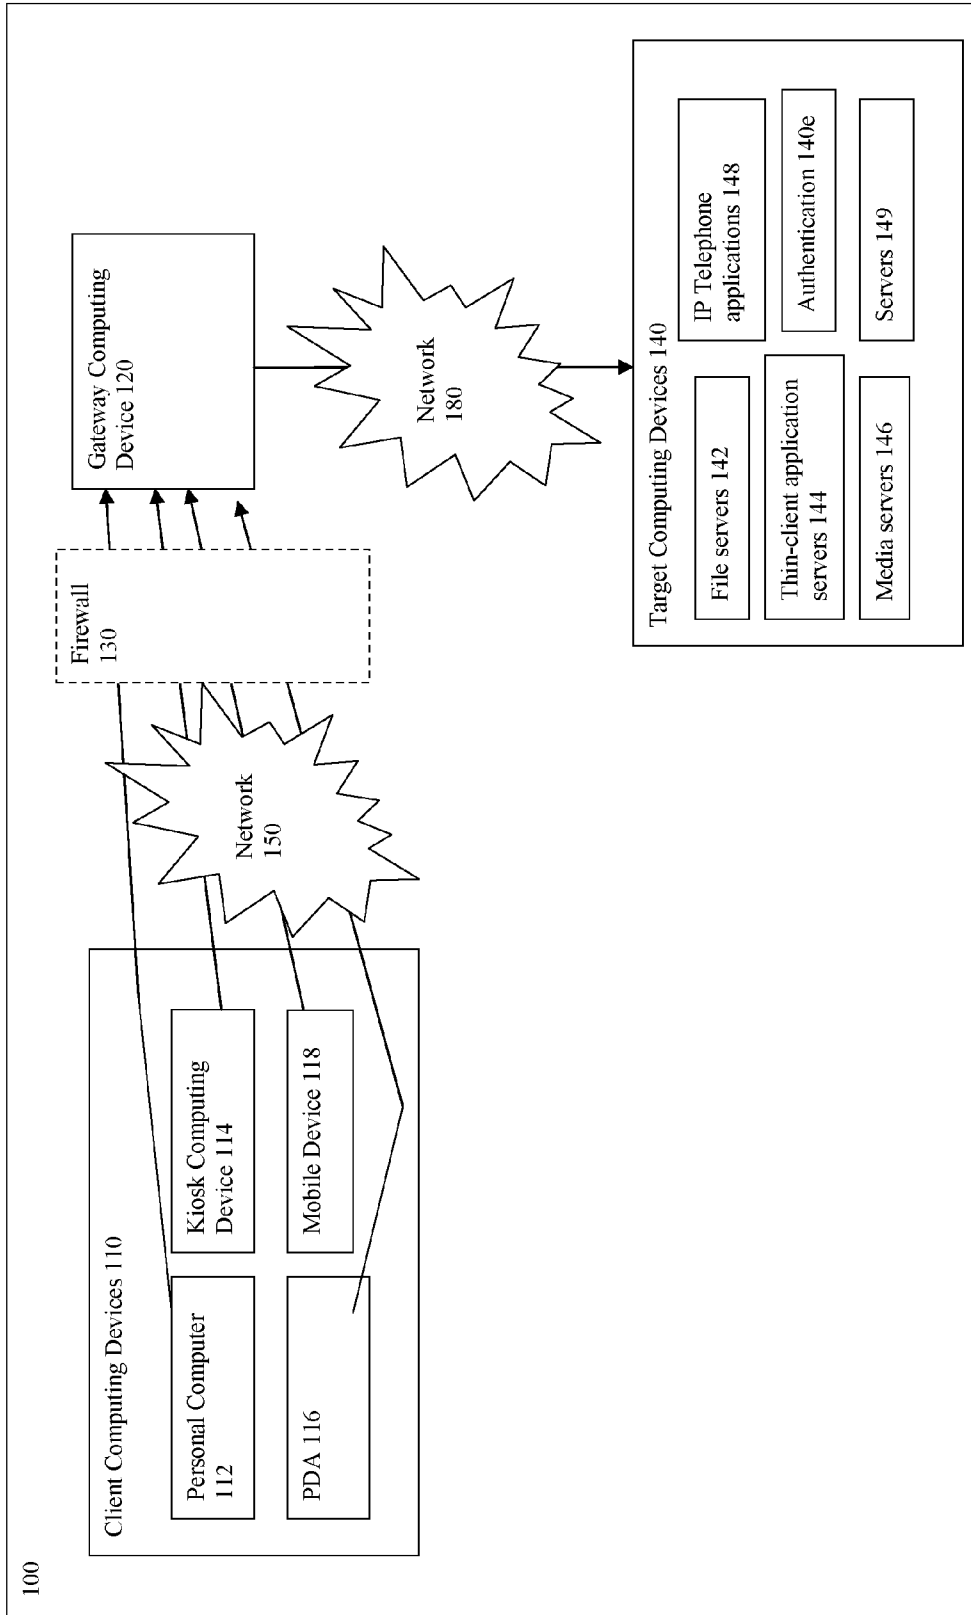 100
Client Computing Devices 110
Personal Computer
112
Kiosk Computing
Device 114
PDA 116
Mobile Device 118
Network
150
Firewall
130
Gateway Computing
Device 120
Network
180
Target Computing Devices 140
File servers 142
IP Telephone
applications 148
Thin-client application
servers 144
Authentication 140e
Media servers 146
Servers 149